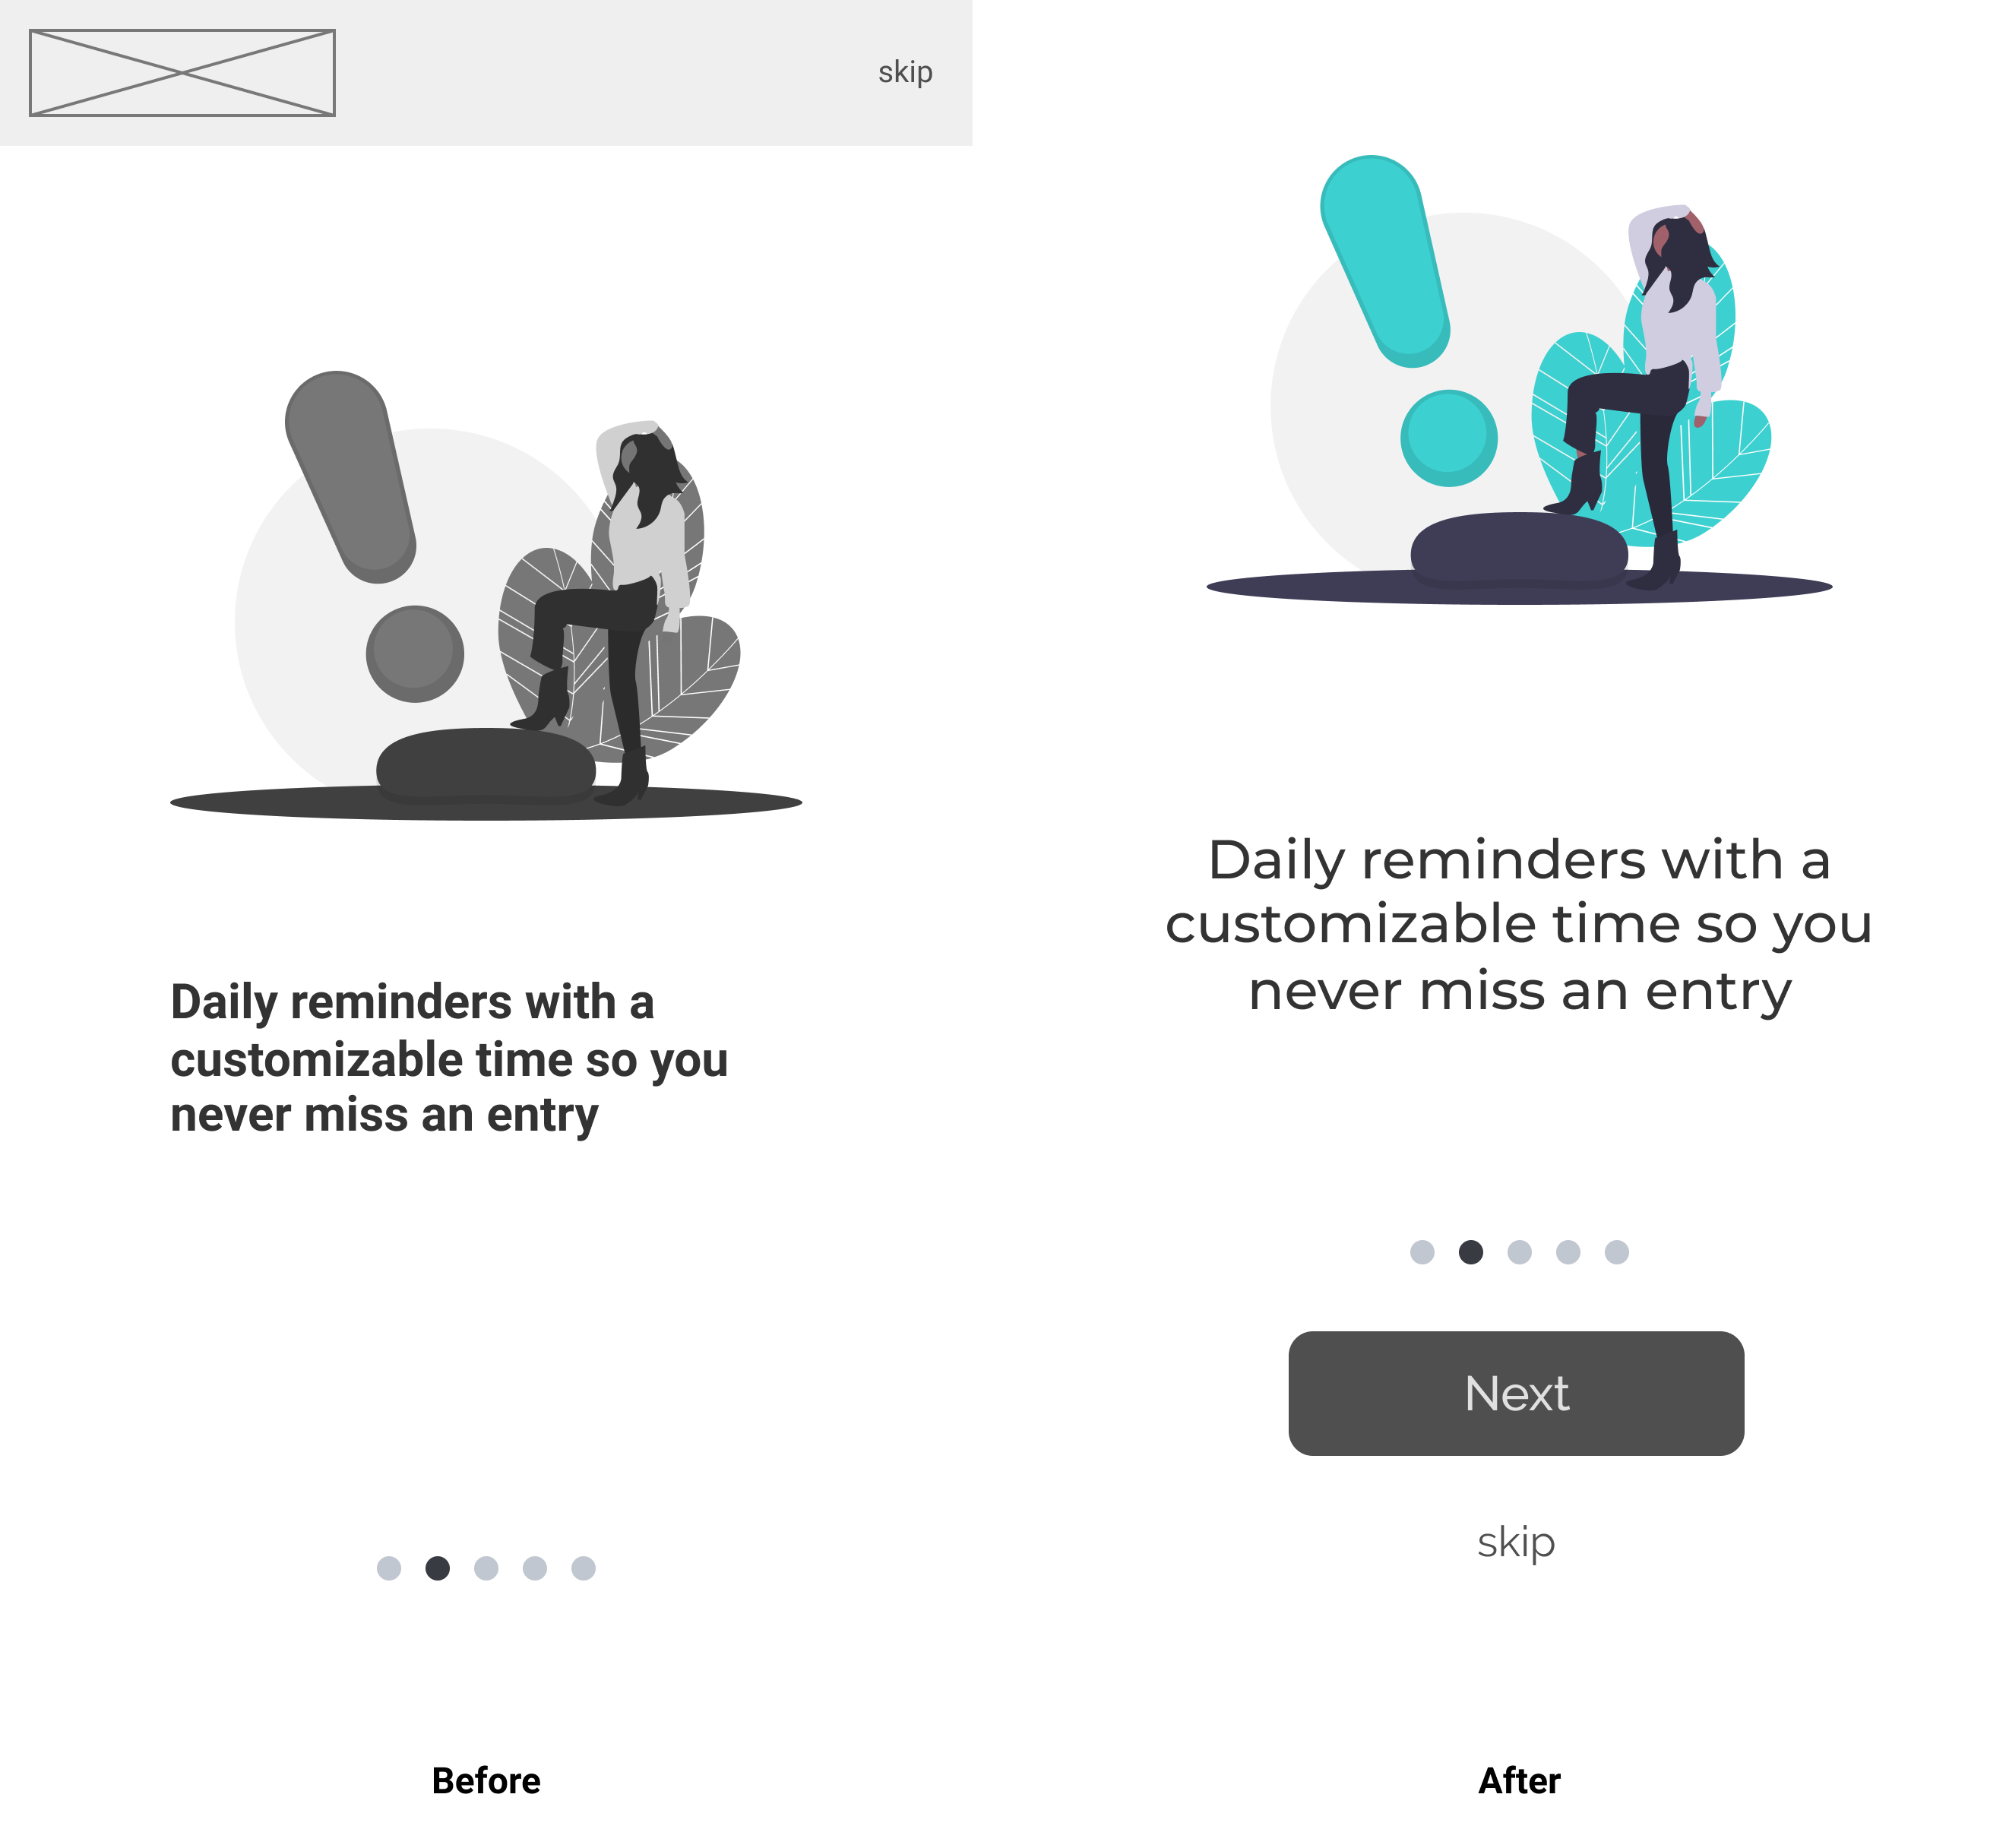 skip
Daily reminders with a
customizable time so you
never miss an entry
Before
Daily reminders with a
customizable time so you
never miss an entry
Next
skip
After